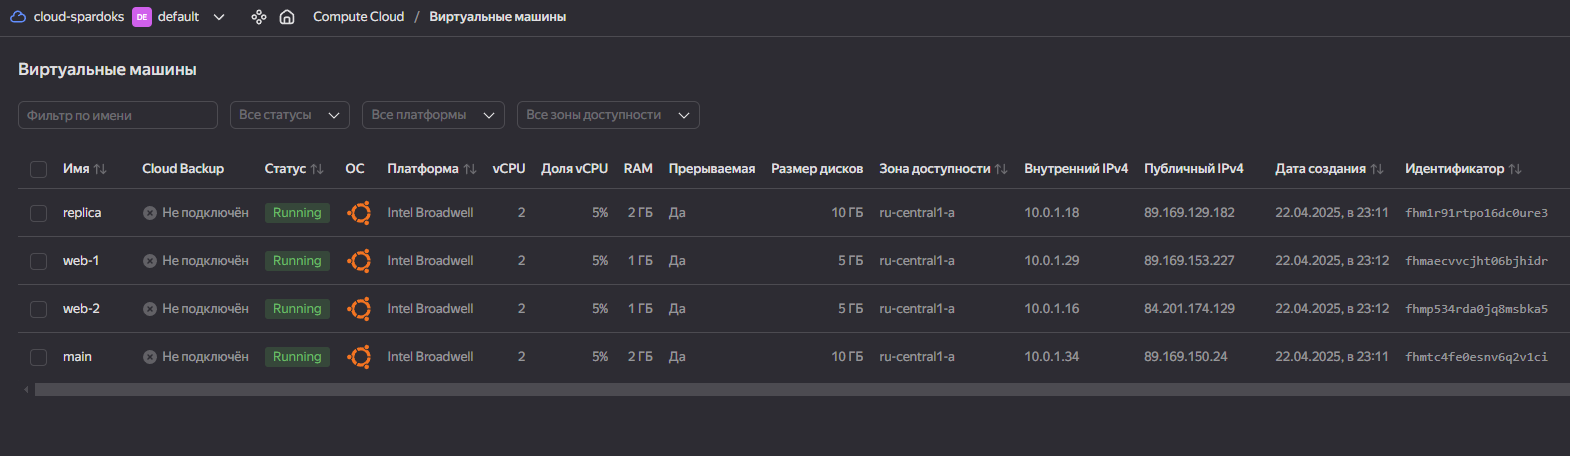 cloud-spardoks DE default Compute Cloud / Виртуальные машины
Виртуальные машины
Фильтр по имени Все статусы Все платформы Все зоны доступности
Имя Cloud Backup Статус ОС Платформа vCPU Доля vCPU RAM Прерываемая Размер дисков Зона доступности Внутренний IPv4 Публичный IPv4 Дата создания Идентификатор
replica Не подключён Running Intel Broadwell 2 5% 2 ГБ Да 10 ГБ ru-central1-a 10.0.1.18 89.169.129.182 22.04.2025, в 23:11 fhm1r91rtpo16dc0ure3
web-1 Не подключён Running Intel Broadwell 2 5% 1 ГБ Да 5 ГБ ru-central1-a 10.0.1.29 89.169.153.227 22.04.2025, в 23:12 fhmaecvvcjht06bjhidr
web-2 Не подключён Running Intel Broadwell 2 5% 1 ГБ Да 5 ГБ ru-central1-a 10.0.1.16 84.201.174.129 22.04.2025, в 23:12 fhmp534rda0jq8msbka5
main Не подключён Running Intel Broadwell 2 5% 2 ГБ Да 10 ГБ ru-central1-a 10.0.1.34 89.169.150.24 22.04.2025, в 23:11 fhmtc4fe0esnv6q2v1ci